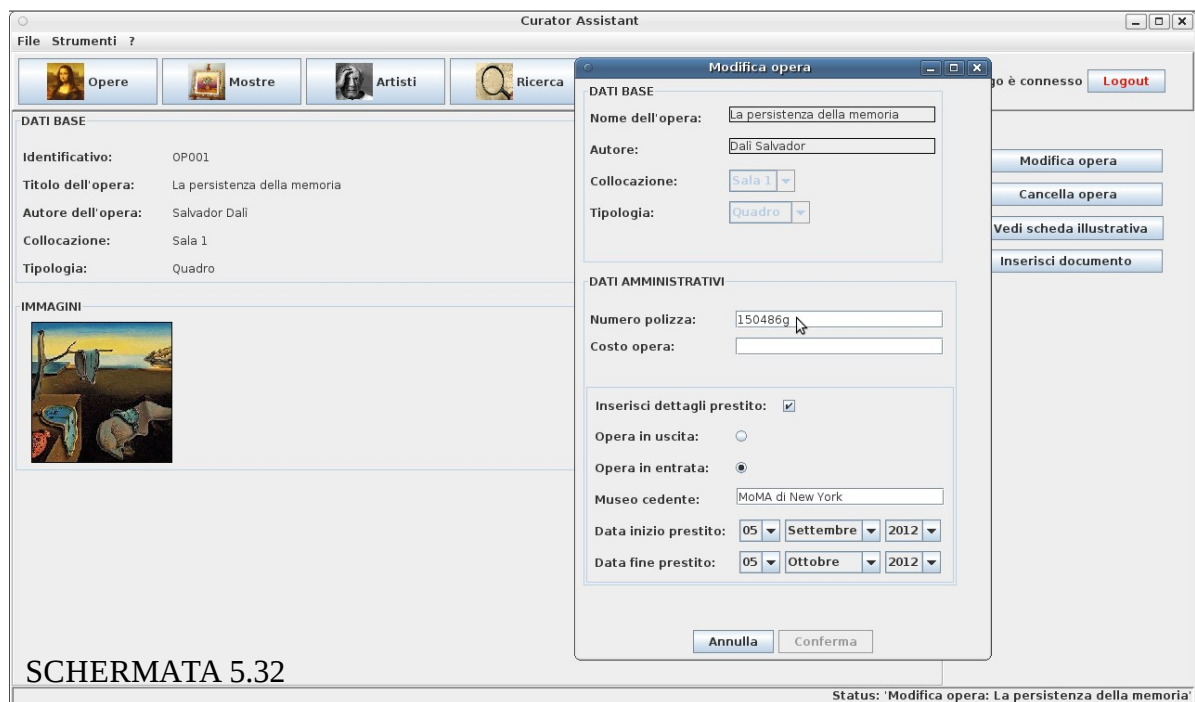 Curator Assistant
File Strumenti ?
Opere
Mostre
Artisti
Ricerca
go è connesso
Logout
DATI BASE
Identificativo: OP001
Titolo dell'opera: La persistenza della memoria
Autore dell'opera: Salvador Dalì
Collocazione: Sala 1
Tipologia: Quadro
IMMAGINI
Modifica opera
DATI BASE
Nome dell'opera: La persistenza della memoria
Autore: Dalì Salvador
Collocazione: Sala 1
Tipologia: Quadro
DATI AMMINISTRATIVI
Numero polizza: 150486g
Costo opera:
Inserisci dettagli prestito:
Opera in uscita:
Opera in entrata:
Museo cedente: MoMA di New York
Data inizio prestito: 05 Settembre 2012
Data fine prestito: 05 Ottobre 2012
Annulla Conferma
Modifica opera
Cancella opera
Vedi scheda illustrativa
Inserisci documento
SCHERMATA 5.32
Status: 'Modifica opera: La persistenza della memoria'